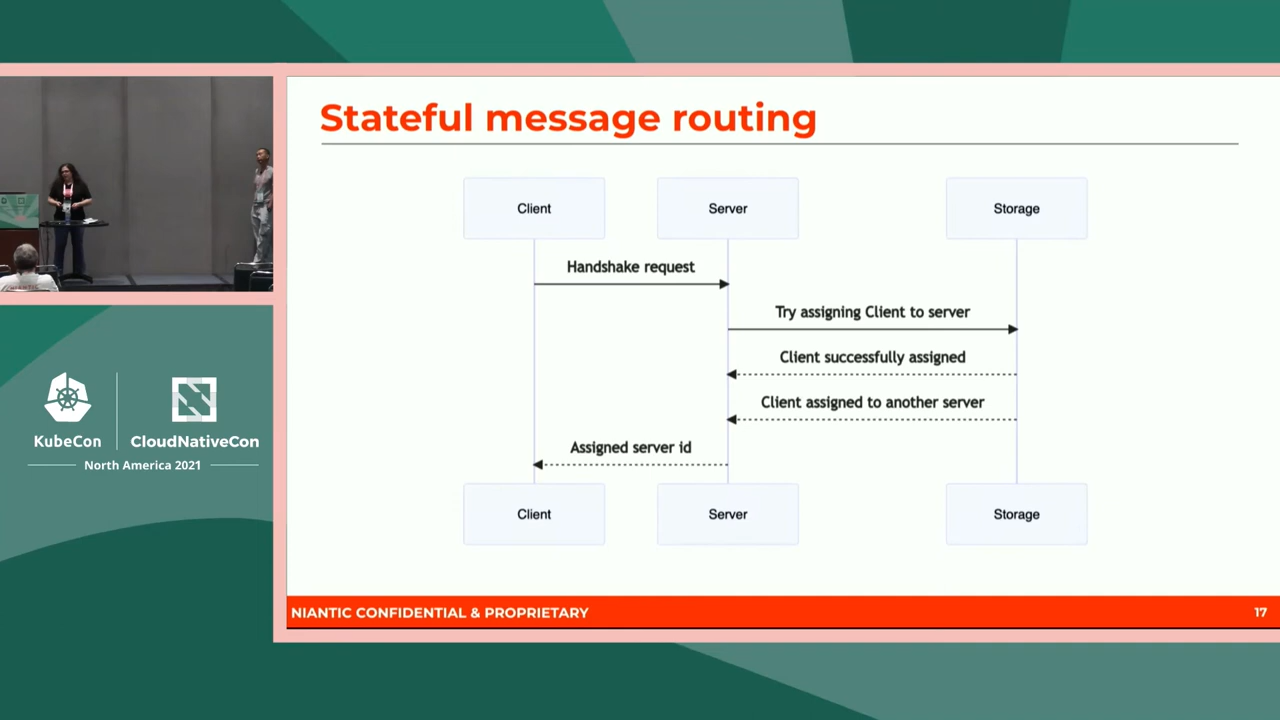 Stateful message routing
Client
Server
Storage
Handshake request
Try assigning Client to server
Client successfully assigned
Client assigned to another server
Assigned server id
Client
Server
Storage
NIANTIC CONFIDENTIAL & PROPRIETARY
17
KubeCon
CloudNativeCon
North America 2021